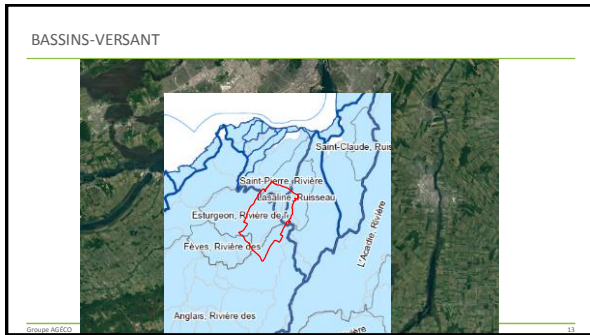 BASSINS-VERSANT
Saint-Claude, Ruis
Saint-Pierre, Rivière
Lasaline, Ruisseau
Esturgeon, Rivière de l'
L'Acadie, Rivière
Fèves, Rivière des
Anglais, Rivière des
Rivière
Groupe AGÉCO
13